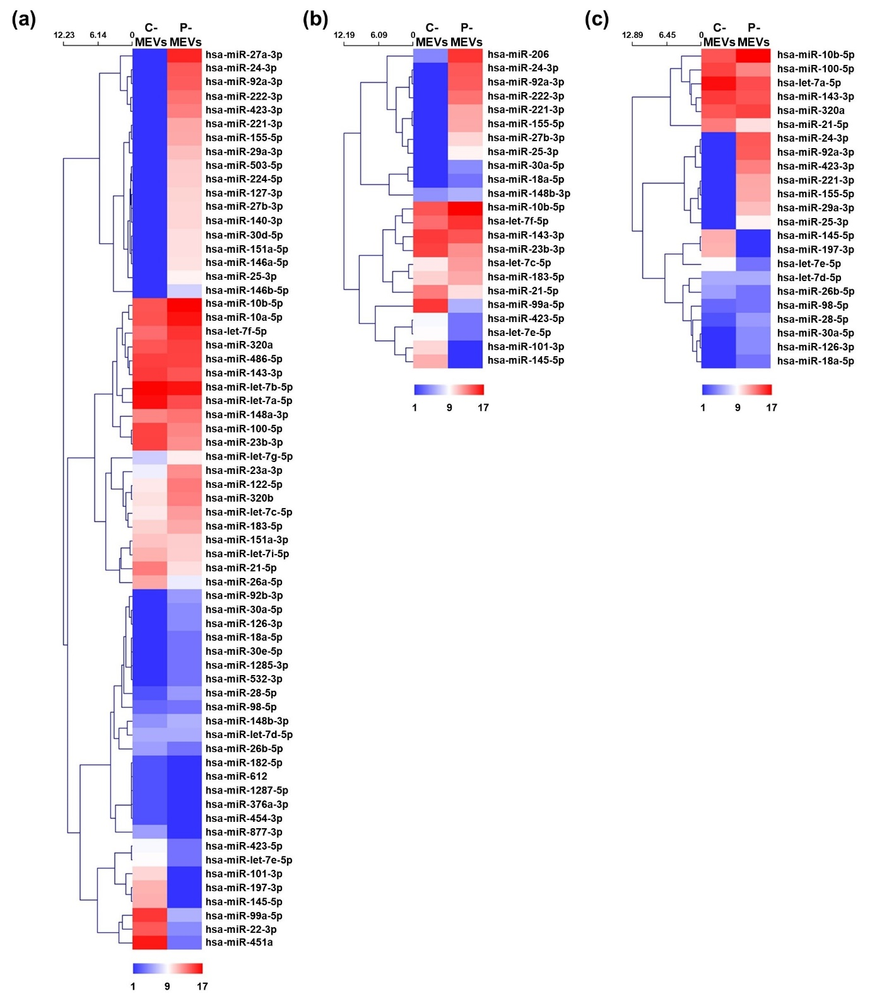 (a)
12.23 6.14 0
C-
MEVs
P-
MEVs
hsa-miR-27a-3p
hsa-miR-24-3p
hsa-miR-92a-3p
hsa-miR-222-3p
hsa-miR-423-3p
hsa-miR-221-3p
hsa-miR-155-5p
hsa-miR-29a-3p
hsa-miR-503-5p
hsa-miR-224-5p
hsa-miR-127-3p
hsa-miR-27b-3p
hsa-miR-140-3p
hsa-miR-30d-5p
hsa-miR-151a-5p
hsa-miR-146a-5p
hsa-miR-25-3p
hsa-miR-146b-5p
hsa-miR-10b-5p
hsa-miR-10a-5p
hsa-let-7f-5p
hsa-miR-320a
hsa-miR-486-5p
hsa-miR-143-3p
hsa-miR-let-7b-5p
hsa-miR-let-7a-5p
hsa-miR-148a-3p
hsa-miR-100-5p
hsa-miR-23b-3p
hsa-miR-let-7g-5p
hsa-miR-23a-3p
hsa-miR-122-5p
hsa-miR-320b
hsa-miR-let-7c-5p
hsa-miR-183-5p
hsa-miR-151a-3p
hsa-miR-let-7i-5p
hsa-miR-21-5p
hsa-miR-26a-5p
hsa-miR-92b-3p
hsa-miR-30a-5p
hsa-miR-126-3p
hsa-miR-18a-5p
hsa-miR-30e-5p
hsa-miR-1285-3p
hsa-miR-532-3p
hsa-miR-28-5p
hsa-miR-98-5p
hsa-miR-148b-3p
hsa-miR-let-7d-5p
hsa-miR-26b-5p
hsa-miR-182-5p
hsa-miR-612
hsa-miR-1287-5p
hsa-miR-376a-3p
hsa-miR-454-3p
hsa-miR-877-3p
hsa-miR-423-5p
hsa-miR-let-7e-5p
hsa-miR-101-3p
hsa-miR-197-3p
hsa-miR-145-5p
hsa-miR-99a-5p
hsa-miR-22-3p
hsa-miR-451a
1 9 17
(b)
12.19 6.09 0
C-
MEVs
P-
MEVs
hsa-miR-206
hsa-miR-24-3p
hsa-miR-92a-3p
hsa-miR-222-3p
hsa-miR-221-3p
hsa-miR-155-5p
hsa-miR-27b-3p
hsa-miR-25-3p
hsa-miR-30a-5p
hsa-miR-18a-5p
hsa-miR-148b-3p
hsa-miR-10b-5p
hsa-let-7f-5p
hsa-miR-143-3p
hsa-miR-23b-3p
hsa-let-7c-5p
hsa-miR-183-5p
hsa-miR-21-5p
hsa-miR-99a-5p
hsa-miR-423-5p
hsa-let-7e-5p
hsa-miR-101-3p
hsa-miR-145-5p
1 9 17
(c)
12.89 6.45 0
C-
MEVs
P-
MEVs
hsa-miR-10b-5p
hsa-miR-100-5p
hsa-let-7a-5p
hsa-miR-143-3p
hsa-miR-320a
hsa-miR-21-5p
hsa-miR-24-3p
hsa-miR-92a-3p
hsa-miR-423-3p
hsa-miR-221-3p
hsa-miR-155-5p
hsa-miR-29a-3p
hsa-miR-25-3p
hsa-miR-145-5p
hsa-miR-197-3p
hsa-let-7e-5p
hsa-let-7d-5p
hsa-miR-26b-5p
hsa-miR-98-5p
hsa-miR-28-5p
hsa-miR-30a-5p
hsa-miR-126-3p
hsa-miR-18a-5p
1 9 17